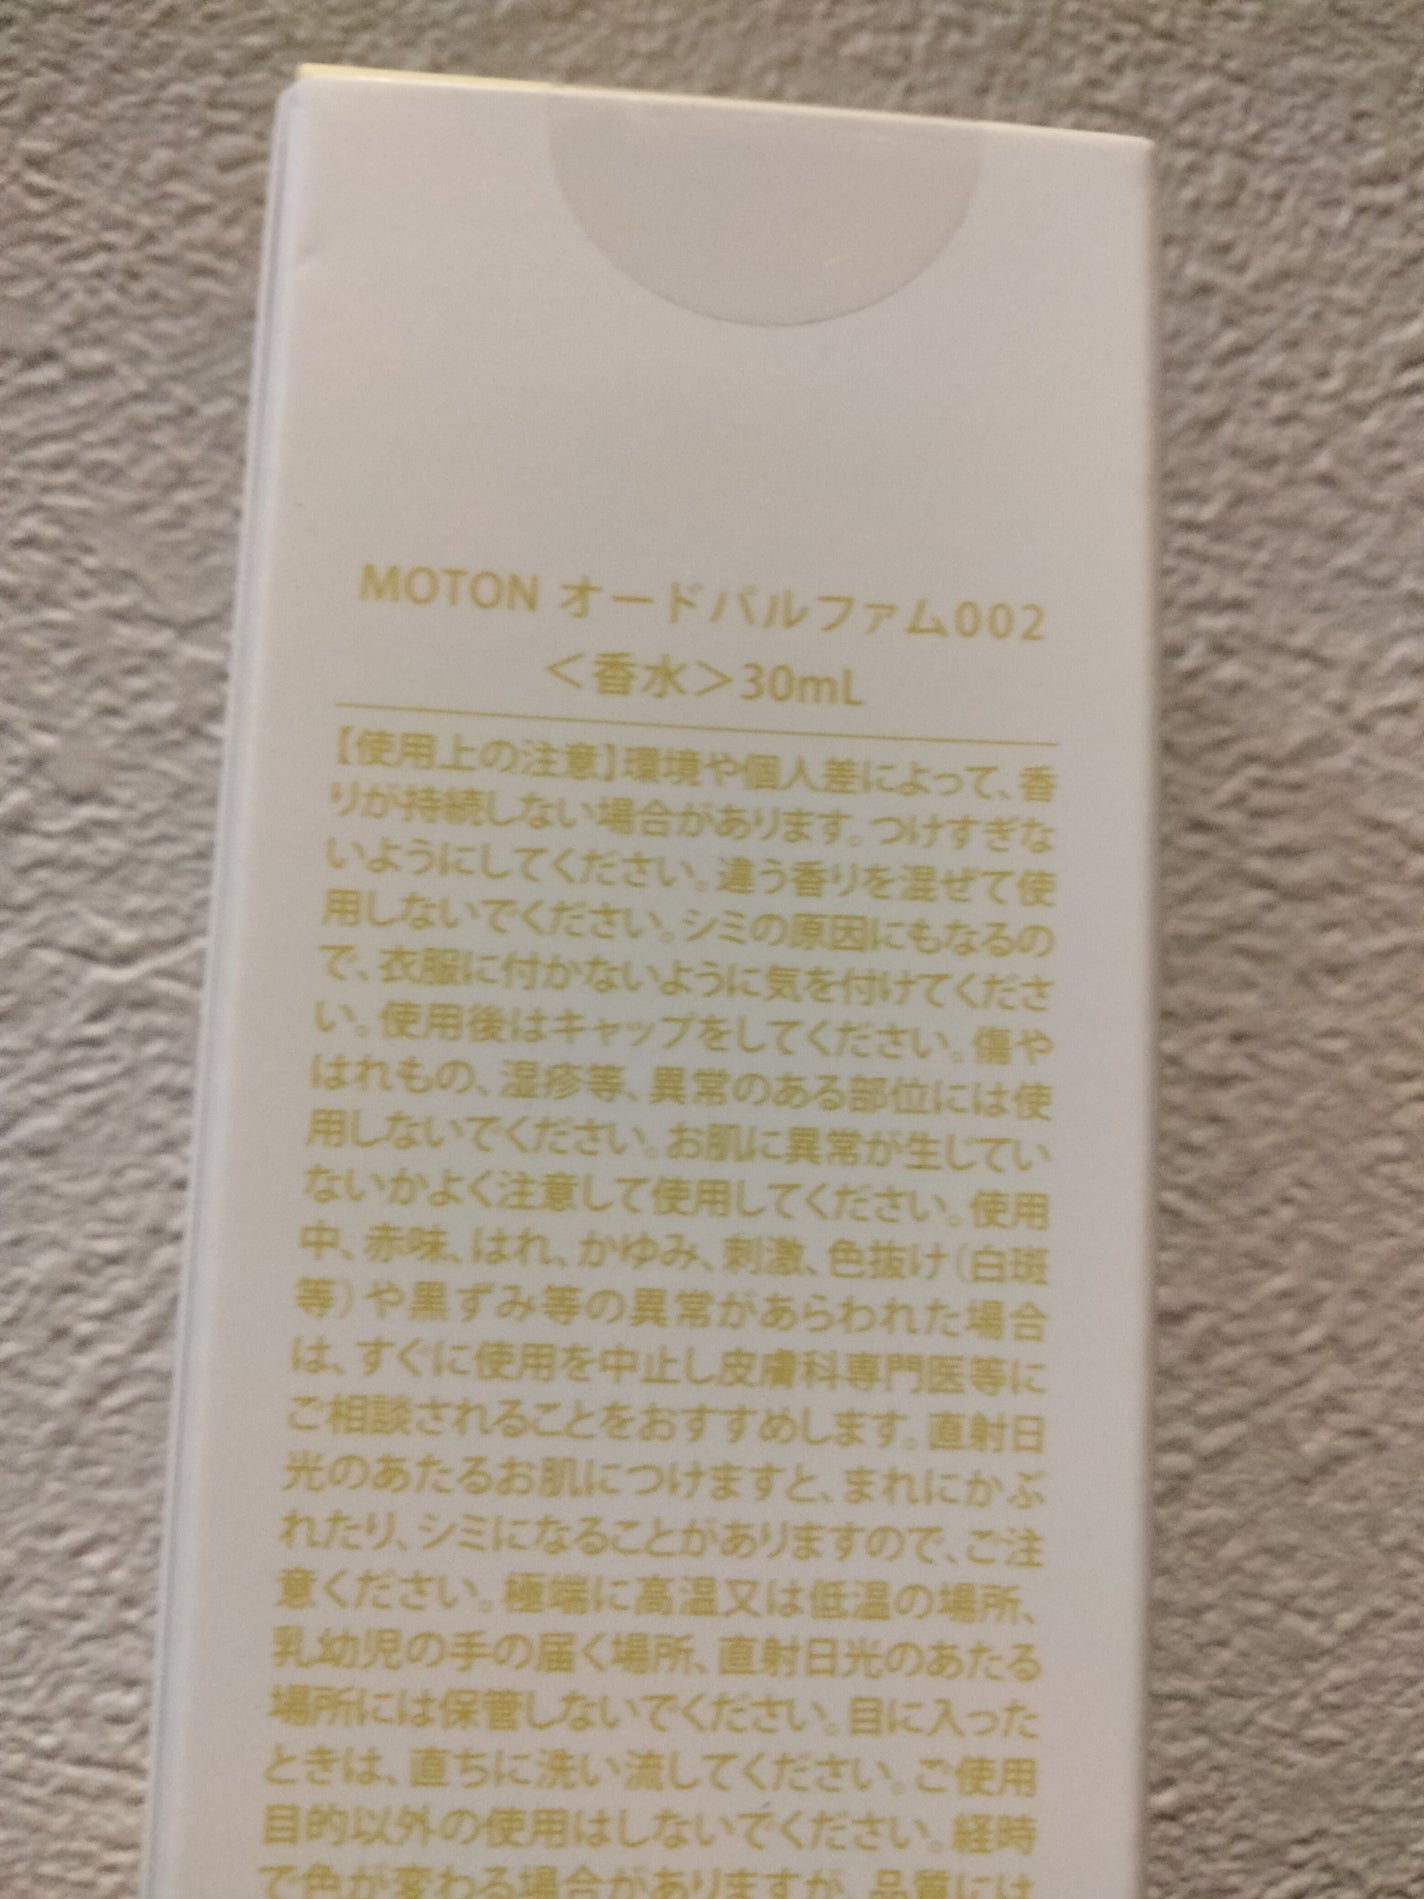 MOTON オードパルファム002
＜香水＞30mL
【使用上の注意】環境や個人差によって、香
りが持続しない場合があります。つけすぎな
いようにしてください。違う香りを混ぜて使
用しないでください。シミの原因にもなるの
で、衣服に付かないように気を付けてくださ
い。使用後はキャップをしてください。傷や
はれもの、湿疹等、異常のある部位には使
用しないでください。お肌に異常が生じてい
ないかよく注意して使用してください。使用
中、赤味、はれ、かゆみ、刺激、色抜け（白斑
等）や黒ずみ等の異常があらわれた場合
は、すぐに使用を中止し皮膚科専門医等に
ご相談されることをおすすめします。直射日
光のあたるお肌につけますと、まれにかぶ
れたり、シミになることがありますので、ご注
意ください。極端に高温又は低温の場所、
乳幼児の手の届く場所、直射日光のあたる
場所には保管しないでください。目に入った
ときは、直ちに洗い流してください。ご使用
目的以外の使用はしないでください。経時
で色が変わる場合がありますが、品質には